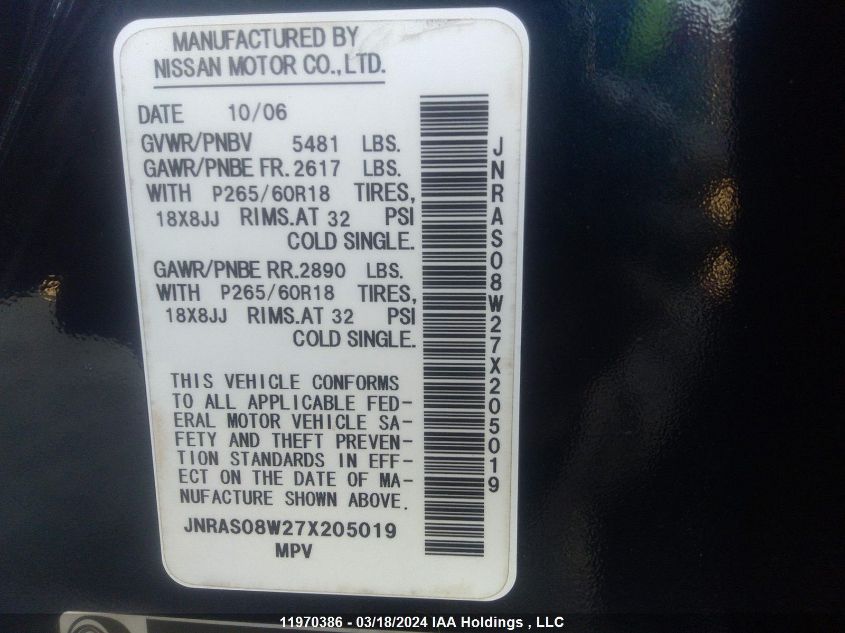 MANUFACTURED BY
NISSAN MOTOR CO.,LTD.
DATE 10/06
GVWR/PNBV 5481 LBS.
GAWR/PNBE FR.2617 LBS.
WITH P265/60R18 TIRES,
18X8JJ RIMS.AT 32 PSI
COLD SINGLE.
GAWR/PNBE RR.2890 LBS.
WITH P265/60R18 TIRES,
18X8JJ RIMS.AT 32 PSI
COLD SINGLE.
THIS VEHICLE CONFORMS
TO ALL APPLICABLE FED-
ERAL MOTOR VEHICLE SA-
FETY AND THEFT PREVEN-
TION STANDARDS IN EFF-
ECT ON THE DATE OF MA-
NUFACTURE SHOWN ABOVE.
JNRAS08W27X205019
MPV
JNRAS08W27X205019
11970386 - 03/18/2024 IAA Holdings , LLC